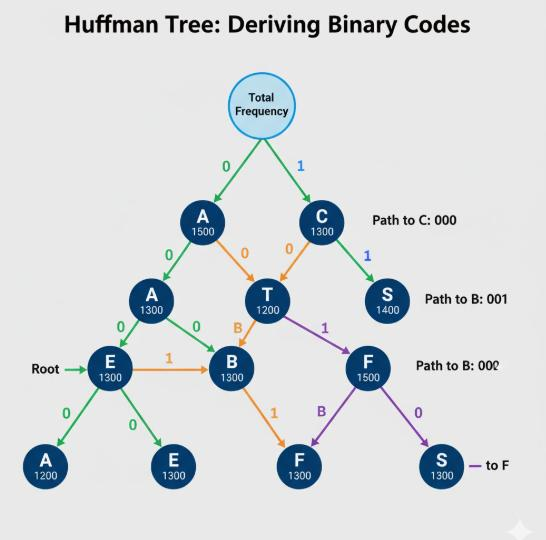 Huffman Tree: Deriving Binary Codes
Total
Frequency
0
1
A
1500
C
1300
Path to C: 000
0
0
0
1
A
1300
T
1200
S
1400
Path to B: 001
0
0
B
1
Root
E
1300
1
B
1300
F
1500
Path to B: 000
0
0
1
B
0
A
1200
E
1300
F
1300
S
1300
to F